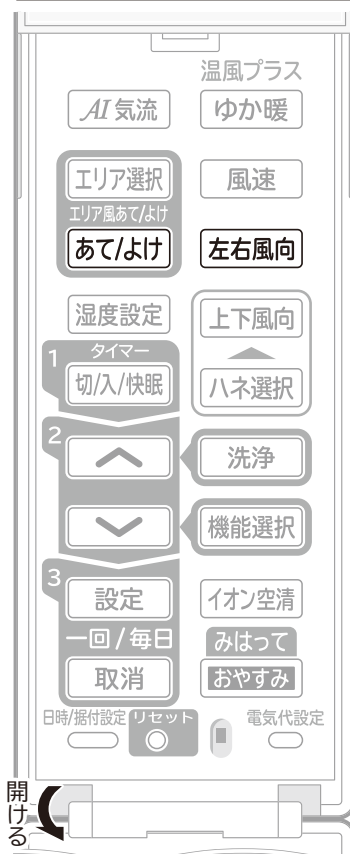 温風プラス
AI 気流
ゆか暖
エリア選択
風速
エリア風あて/よけ
あて/よけ
左右風向
湿度設定
上下風向
タイマー
1
切/入/快眠
ハネ選択
2
洗浄
機能選択
3
設定
イオン空清
一回/毎日
みはって
取消
おやすみ
日時/据付設定
リセット
電気代設定
開ける